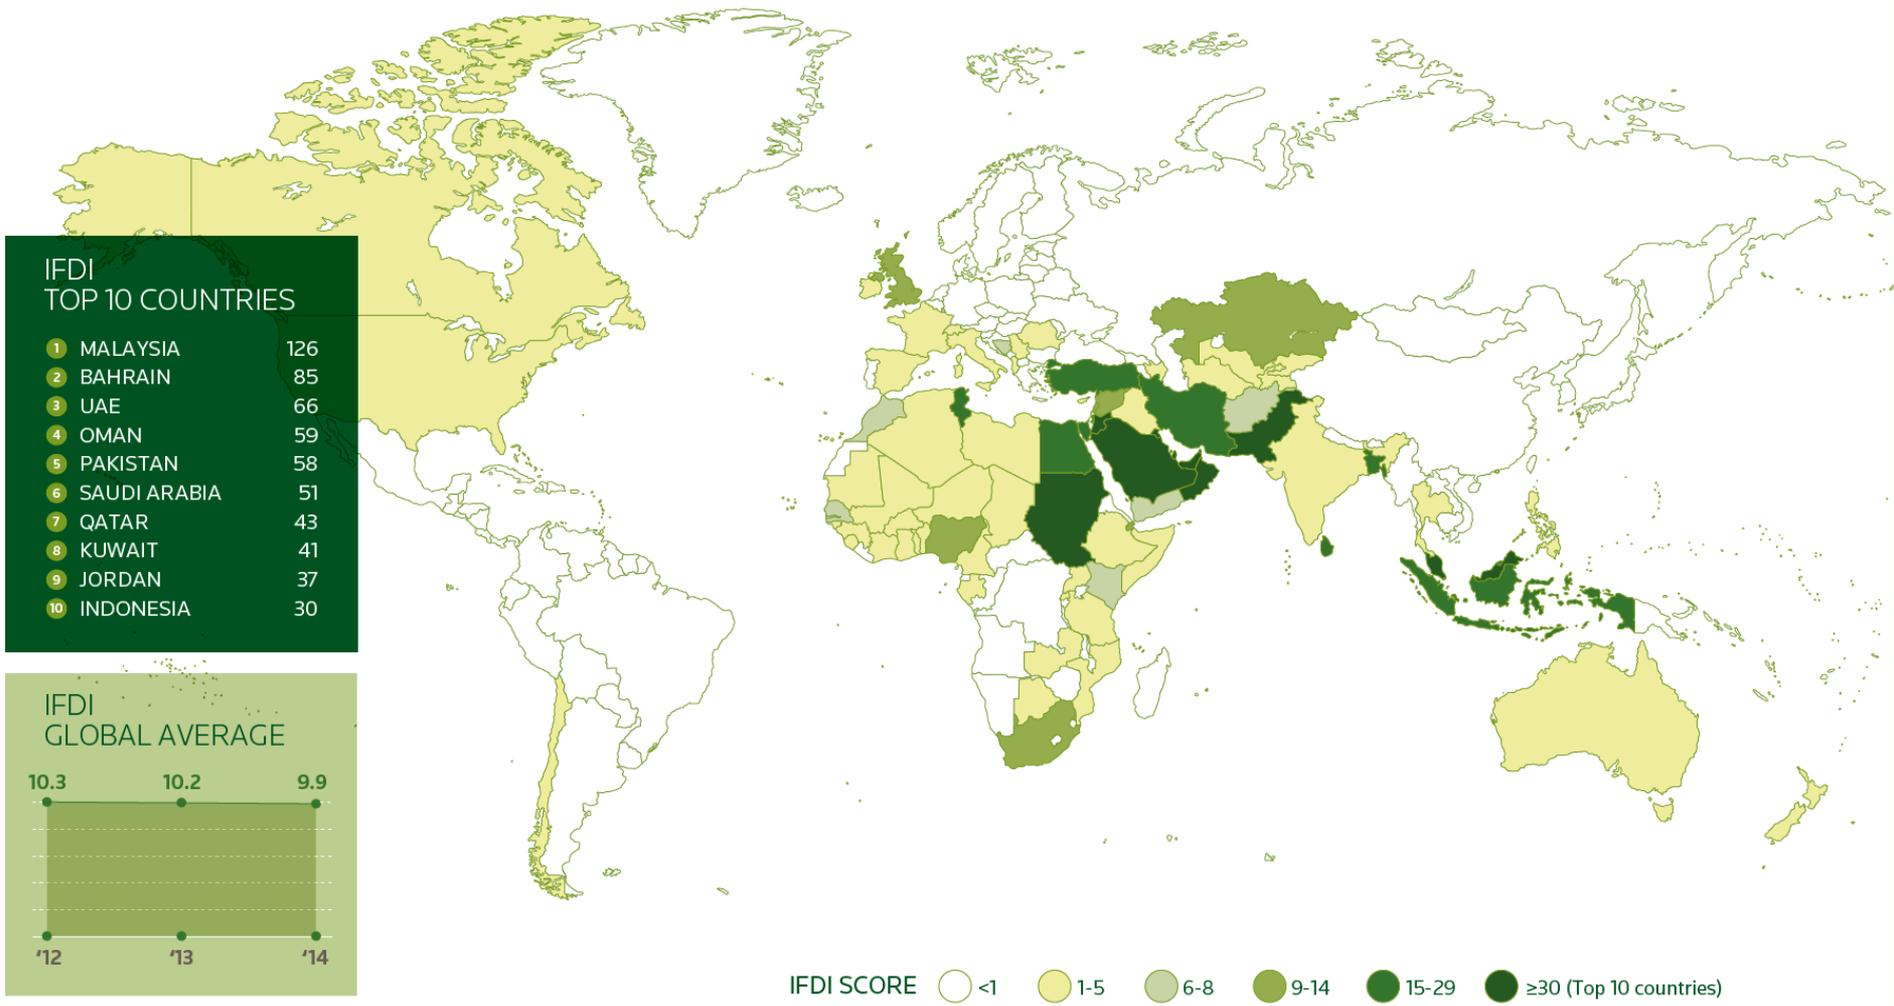 IFDI
TOP 10 COUNTRIES
1 MALAYSIA 126
2 BAHRAIN 85
3 UAE 66
4 OMAN 59
5 PAKISTAN 58
6 SAUDI ARABIA 51
7 QATAR 43
8 KUWAIT 41
9 JORDAN 37
10 INDONESIA 30
IFDI
GLOBAL AVERAGE
10.3 10.2 9.9
‘12 ‘13 ‘14
IFDI SCORE <1 1-5 6-8 9-14 15-29 ≥30 (Top 10 countries)